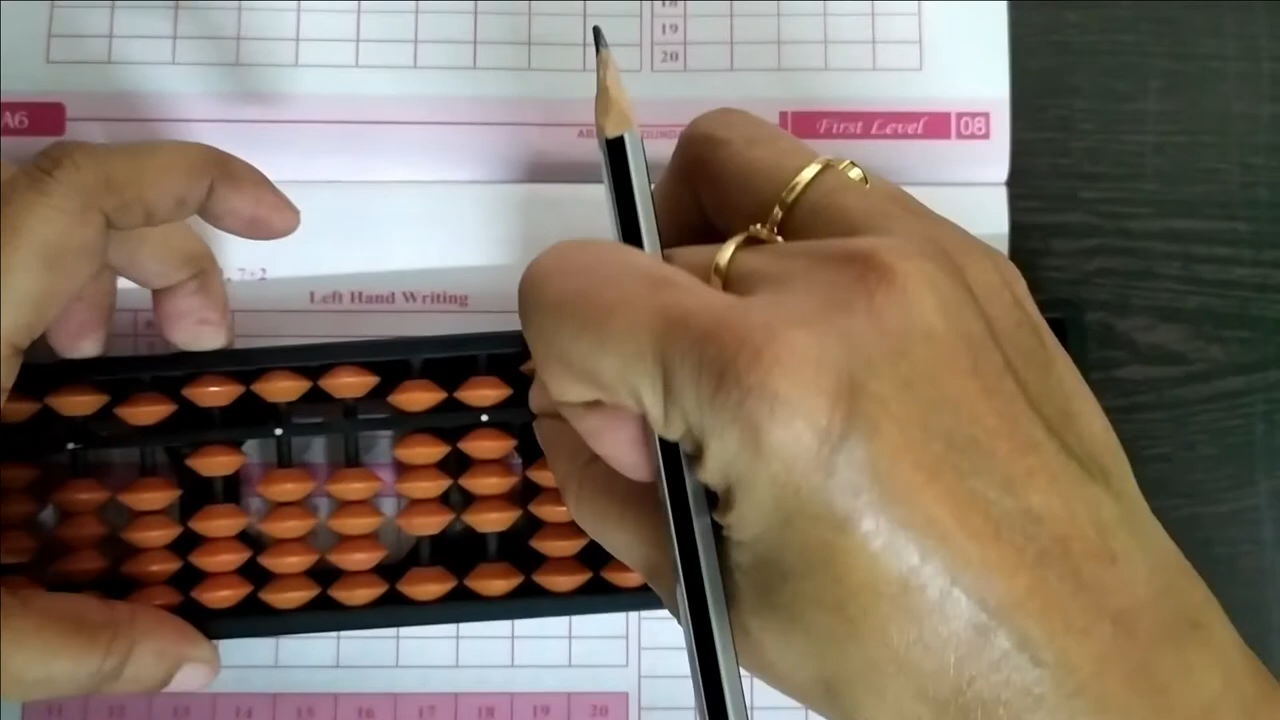 19
20
A6
First Level 08
, 7+2
Left Hand Writing
11 12 13 14 15 16 17 18 19 20